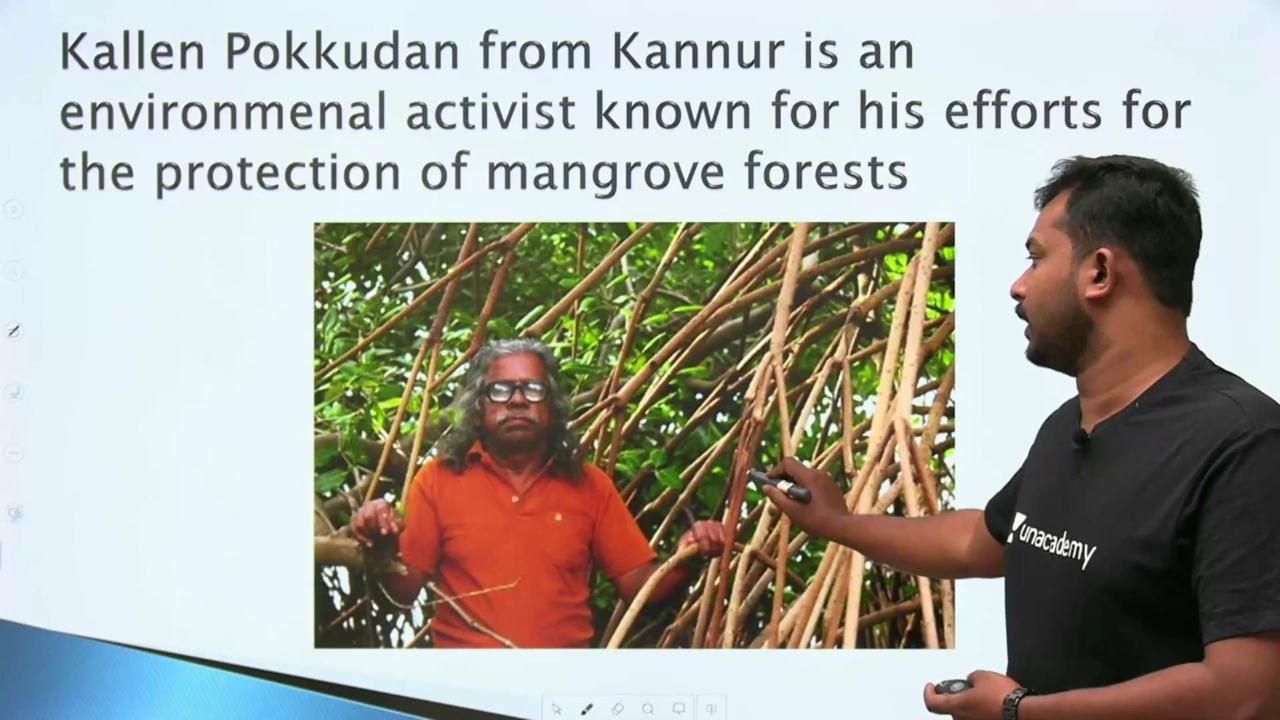 Kallen Pokkudan from Kannur is an
environmenal activist known for his efforts for
the protection of mangrove forests
unacademy